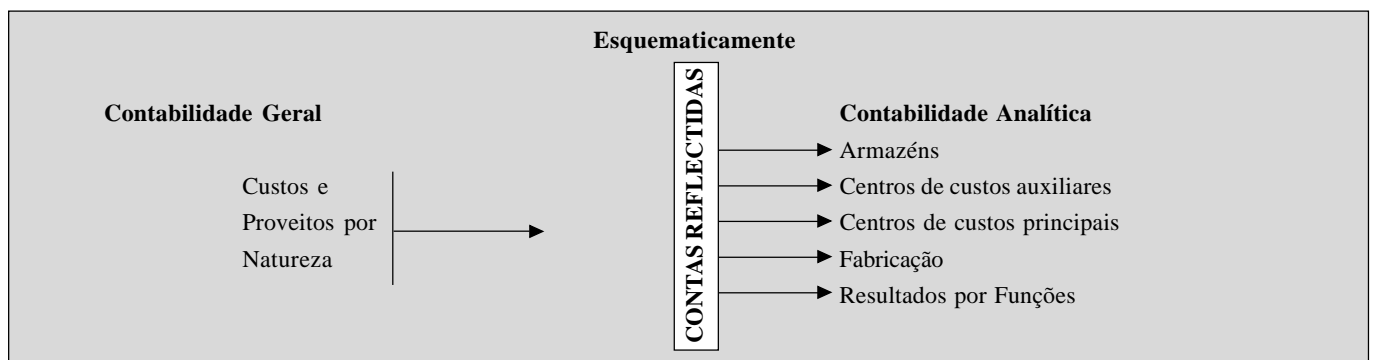 Esquematicamente
Contabilidade Geral
Custos e
Proveitos por
Natureza
CONTAS REFLECTIDAS
Contabilidade Analítica
Armazéns
Centros de custos auxiliares
Centros de custos principais
Fabricação
Resultados por Funções